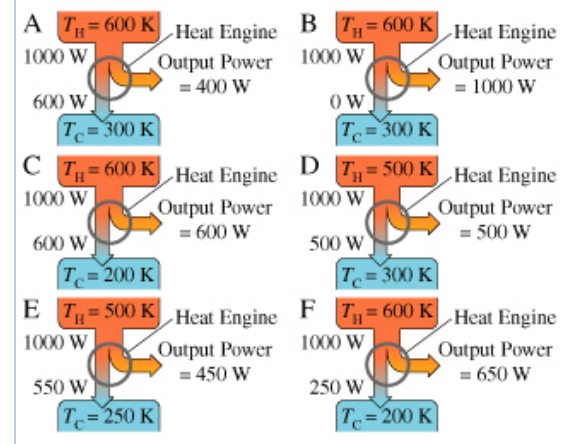 A
T_H = 600 K
1000 W
Heat Engine
Output Power
= 400 W
600 W
T_C = 300 K
B
T_H = 600 K
1000 W
Heat Engine
Output Power
= 1000 W
0 W
T_C = 300 K
C
T_H = 600 K
1000 W
Heat Engine
Output Power
= 600 W
600 W
T_C = 200 K
D
T_H = 500 K
1000 W
Heat Engine
Output Power
= 500 W
500 W
T_C = 300 K
E
T_H = 500 K
1000 W
Heat Engine
Output Power
= 450 W
550 W
T_C = 250 K
F
T_H = 600 K
1000 W
Heat Engine
Output Power
= 650 W
250 W
T_C = 200 K